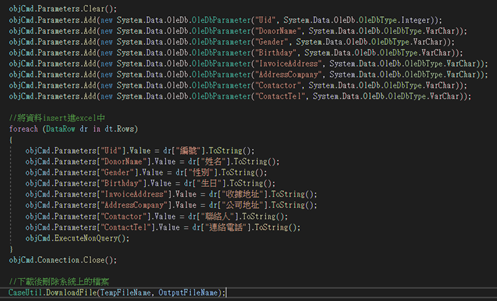 objCmd.Parameters.Clear();
objCmd.Parameters.Add(new System.Data.OleDb.OleDbParameter("Uid", System.Data.OleDb.OleDbType.Integer));
objCmd.Parameters.Add(new System.Data.OleDb.OleDbParameter("DonorName", System.Data.OleDb.OleDbType.VarChar));
objCmd.Parameters.Add(new System.Data.OleDb.OleDbParameter("Gender", System.Data.OleDb.OleDbType.VarChar));
objCmd.Parameters.Add(new System.Data.OleDb.OleDbParameter("Birthday", System.Data.OleDb.OleDbType.VarChar));
objCmd.Parameters.Add(new System.Data.OleDb.OleDbParameter("InvoiceAddress", System.Data.OleDb.OleDbType.VarChar));
objCmd.Parameters.Add(new System.Data.OleDb.OleDbParameter("AddressCompany", System.Data.OleDb.OleDbType.VarChar));
objCmd.Parameters.Add(new System.Data.OleDb.OleDbParameter("Contactor", System.Data.OleDb.OleDbType.VarChar));
objCmd.Parameters.Add(new System.Data.OleDb.OleDbParameter("ContactTel", System.Data.OleDb.OleDbType.VarChar));
//將資料insert進excel中
foreach (DataRow dr in dt.Rows)
{
objCmd.Parameters["Uid"].Value = dr["編號"].ToString();
objCmd.Parameters["DonorName"].Value = dr["姓名"].ToString();
objCmd.Parameters["Gender"].Value = dr["性別"].ToString();
objCmd.Parameters["Birthday"].Value = dr["生日"].ToString();
objCmd.Parameters["InvoiceAddress"].Value = dr["收據地址"].ToString();
objCmd.Parameters["AddressCompany"].Value = dr["公司地址"].ToString();
objCmd.Parameters["Contactor"].Value = dr["聯絡人"].ToString();
objCmd.Parameters["ContactTel"].Value = dr["連絡電話"].ToString();
objCmd.ExecuteNonQuery();
}
objCmd.Connection.Close();
//下載後刪除系統上的檔案
CaseUtil.DownloadFile(TempFileName, OutputFileName);